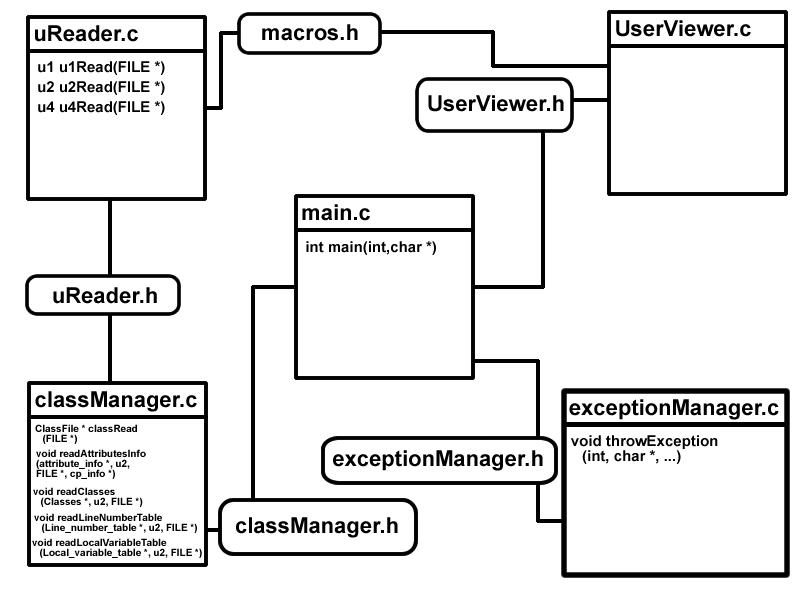 uReader.c
u1 u1Read(FILE *)
u2 u2Read(FILE *)
u4 u4Read(FILE *)
macros.h
UserViewer.c
UserViewer.h
main.c
int main(int,char *)
uReader.h
classManager.c
ClassFile * classRead
(FILE *)
void readAttributesInfo
(attribute_info *, u2,
FILE *, cp_info *)
void readClasses
(Classes *, u2, FILE *)
void readLineNumberTable
(Line_number_table *, u2, FILE *)
void readLocalVariableTable
(Local_variable_table *, u2, FILE *)
classManager.h
exceptionManager.h
exceptionManager.c
void throwException
(int, char *, ...)